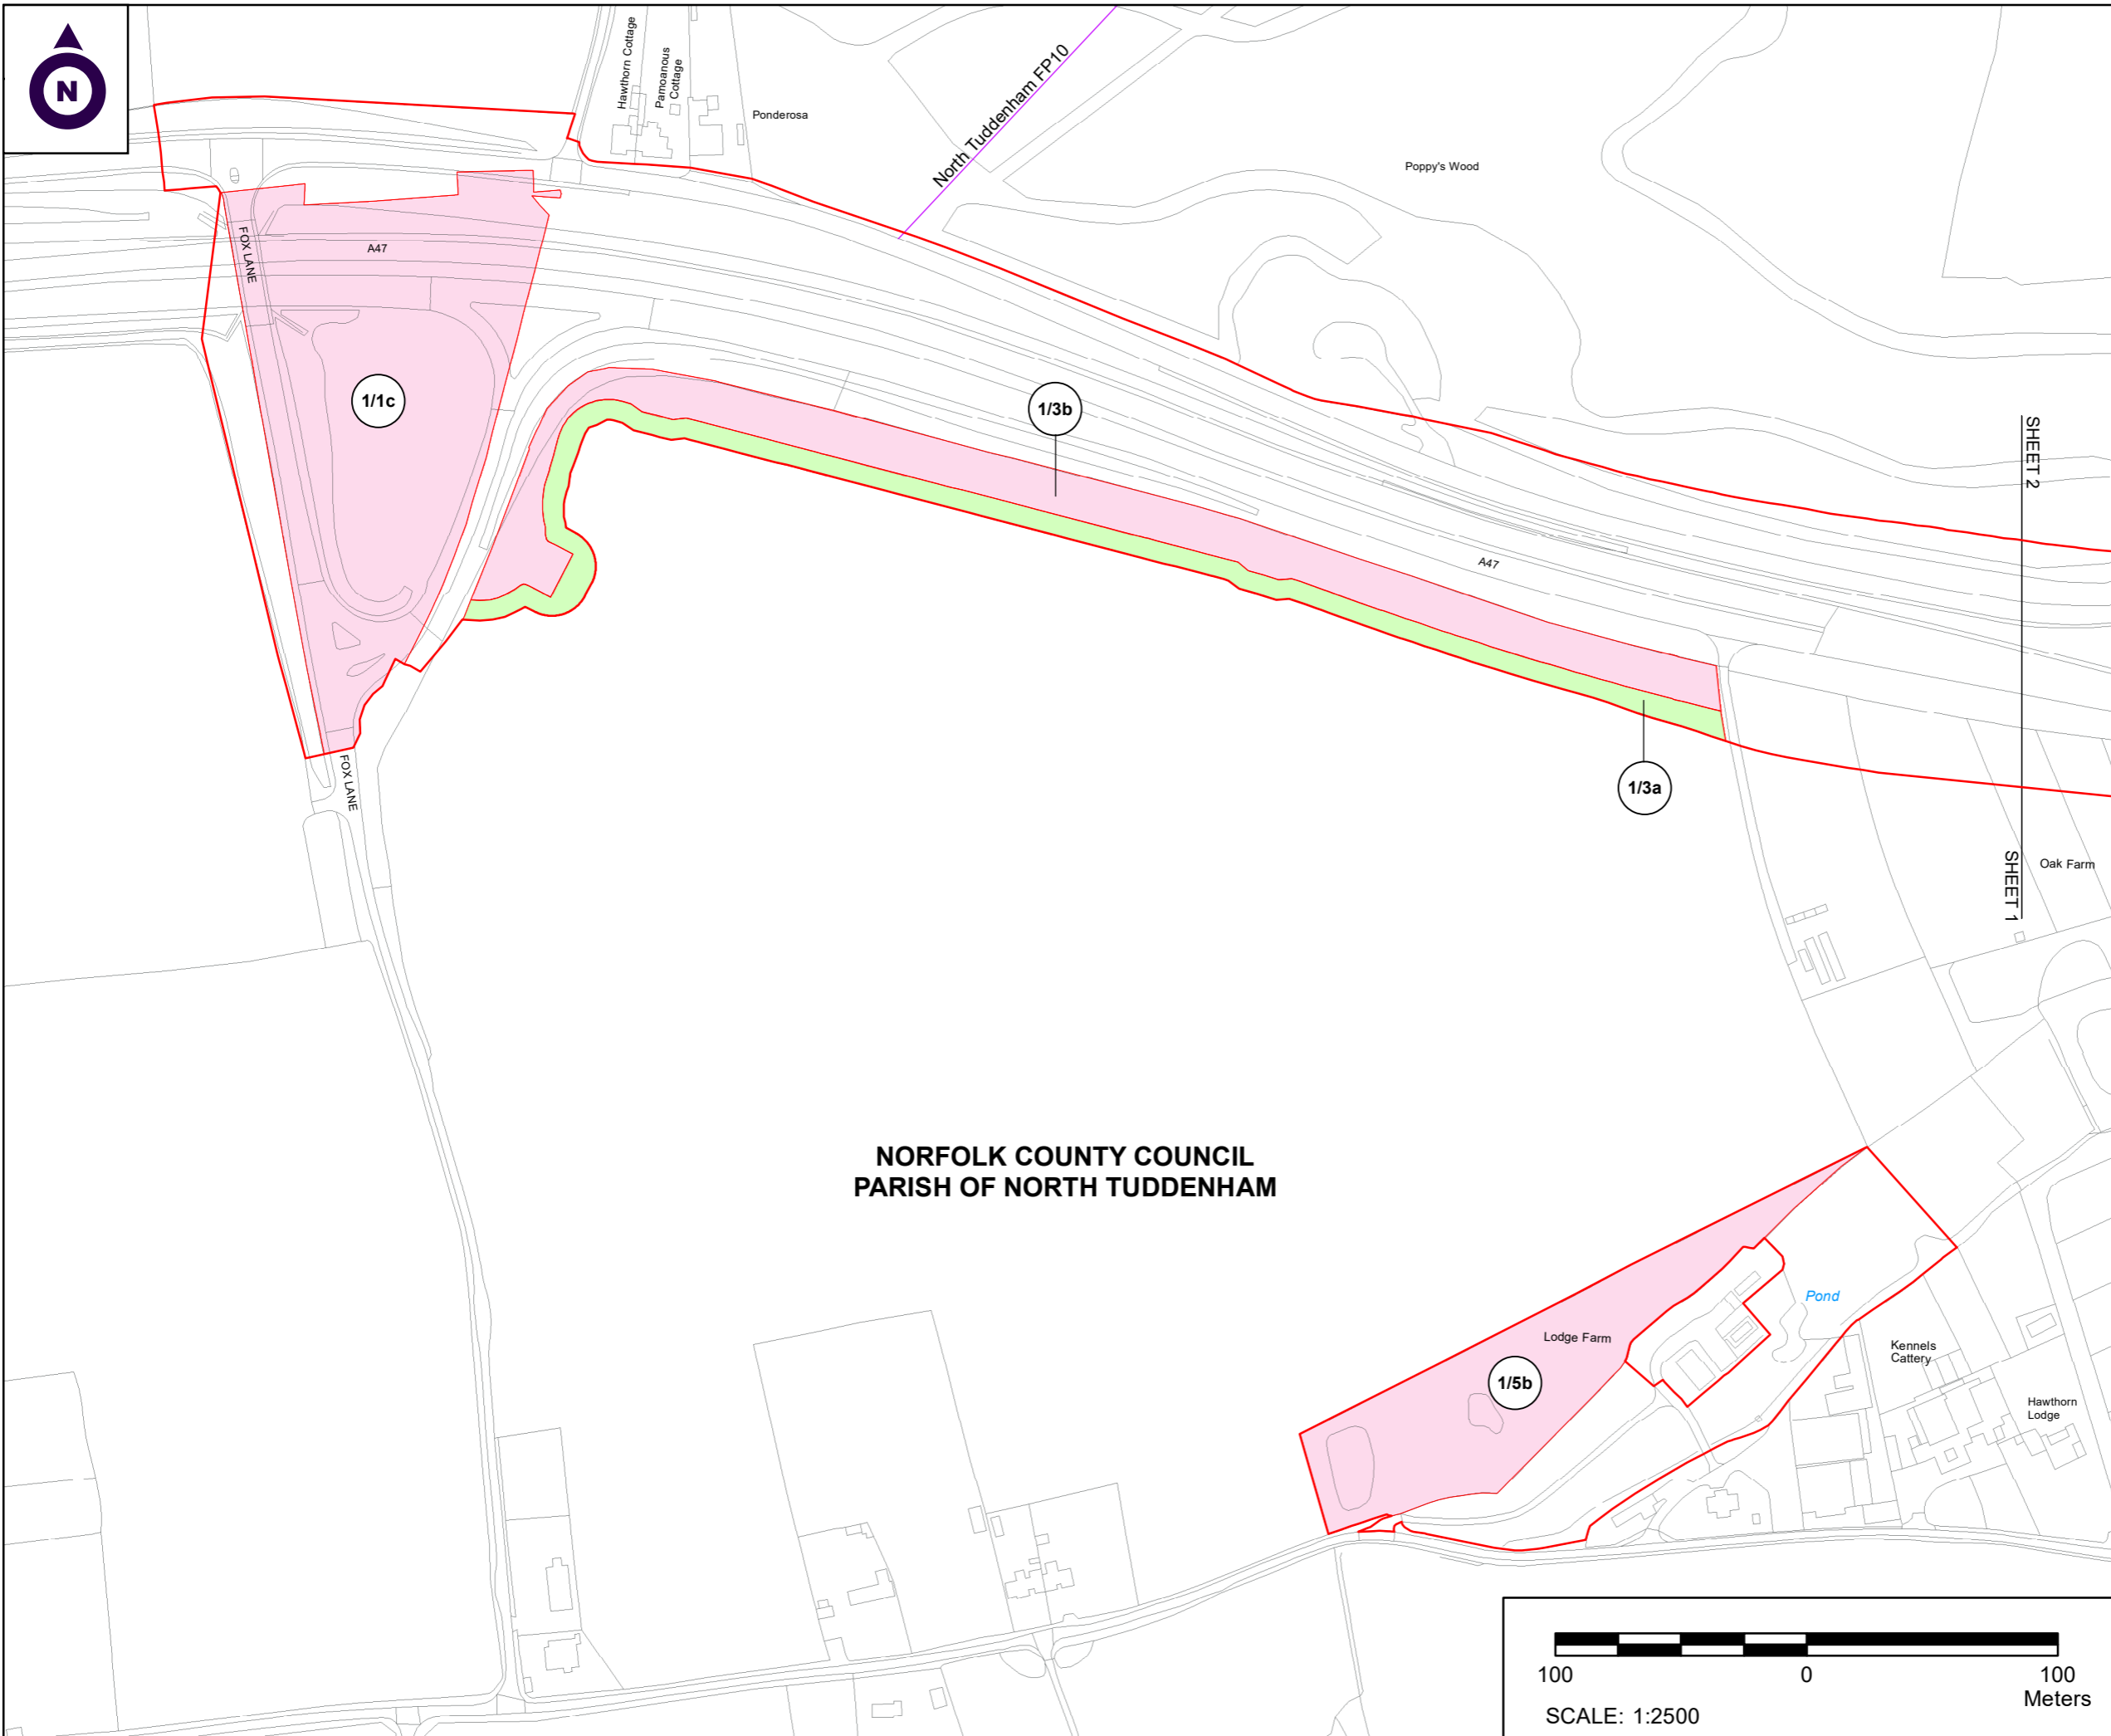 N
Hawthorn Cottage
Pamoanous
Cottage
Ponderosa
North Tuddenham FP10
Poppy's Wood
FOX LANE
A47
1/1c
1/3b
SHEET 2
A47
FOX LANE
1/3a
SHEET 1
Oak Farm
NORFOLK COUNTY COUNCIL
PARISH OF NORTH TUDDENHAM
Pond
Lodge Farm
Kennels
Cattery
1/5b
Hawthorn
Lodge
100 0 100
Meters
SCALE: 1:2500